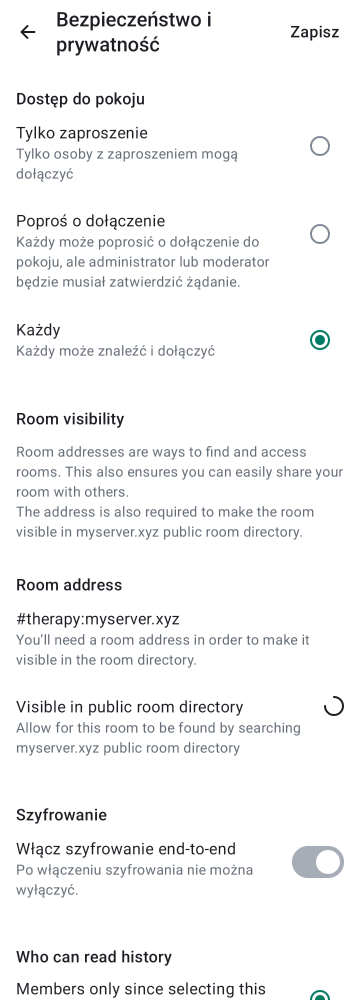 Bezpieczeństwo i
prywatność
Zapisz
Dostęp do pokoju
Tylko zaproszenie
Tylko osoby z zaproszeniem mogą
dołączyć
Poproś o dołączenie
Każdy może poprosić o dołączenie do
pokoju, ale administrator lub moderator
będzie musiał zatwierdzić żądanie.
Każdy
Każdy może znaleźć i dołączyć
Room visibility
Room addresses are ways to find and access
rooms. This also ensures you can easily share your
room with others.
The address is also required to make the room
visible in myserver.xyz public room directory.
Room address
#therapy:myserver.xyz
You’ll need a room address in order to make it
visible in the room directory.
Visible in public room directory
Allow for this room to be found by searching
myserver.xyz public room directory
Szyfrowanie
Włącz szyfrowanie end-to-end
Po włączeniu szyfrowania nie można
wyłączyć.
Who can read history
Members only since selecting this